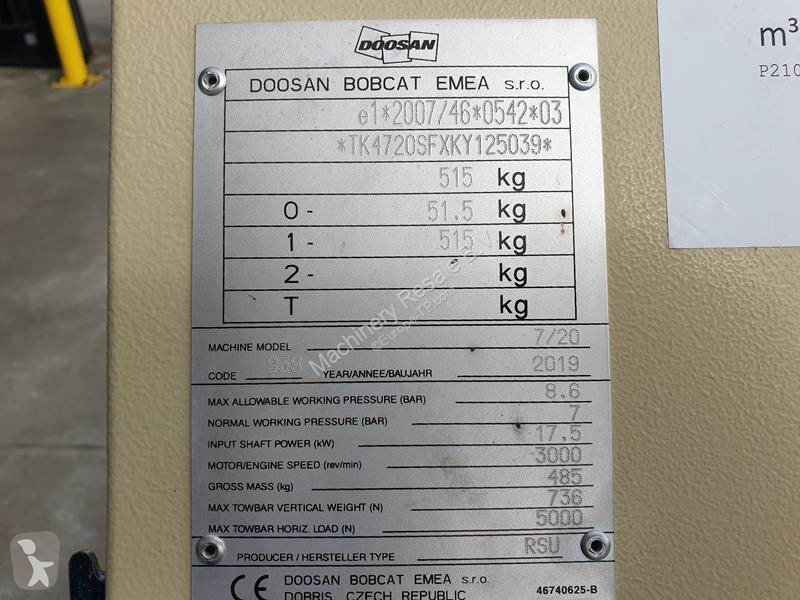 DOOSAN
DOOSAN BOBCAT EMEA s.r.o.
e1*2007/46*0542*03
*TK4720SFXKY125039*
515 kg
0- 51.5 kg
1- 515 kg
2- kg
T kg
MACHINE MODEL 7/20
CODE 938 YEAR/ANNEE/BAUJAHR 2019
MAX ALLOWABLE WORKING PRESSURE (BAR) 8.6
NORMAL WORKING PRESSURE (BAR) 7
INPUT SHAFT POWER (kW) 17.5
MOTOR/ENGINE SPEED (rev/min) 3000
GROSS MASS (kg) 485
MAX TOWBAR VERTICAL WEIGHT (N) 736
MAX TOWBAR HORIZ. LOAD (N) 5000
PRODUCER / HERSTELLER TYPE RSU
CE DOOSAN BOBCAT EMEA s.r.o. 46740625-B
DOBRIS, CZECH REPUBLIC
m³
P210
Machinery Resale
@Europe-TP.com